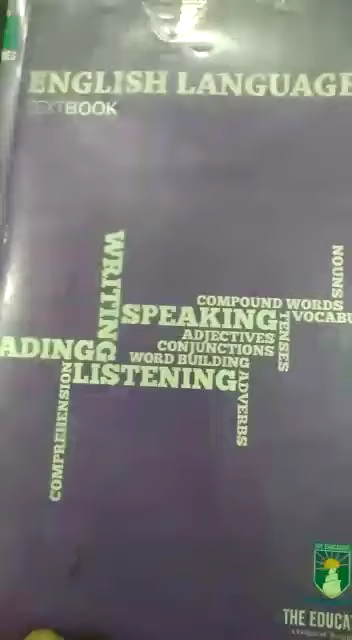 ENGLISH LANGUAGE
TEXTBOOK
WRITING
NOUNS
COMPOUND WORDS
SPEAKING
VOCABU
TENSES
ADJECTIVES
CONJUNCTIONS
ADING
WORD BUILDING
LISTENING
COMPREHENSION
ADVERBS
THE EDUCA